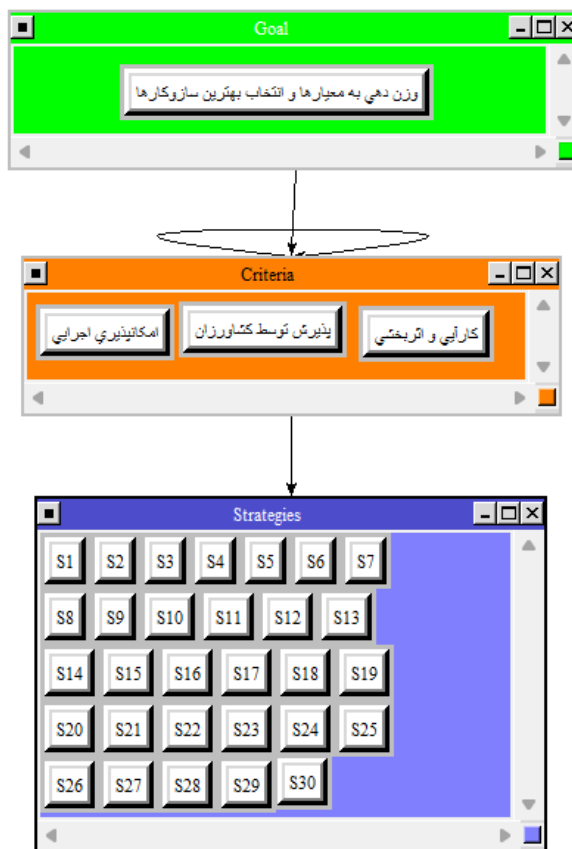 Goal
وزن دهي به معيارها و انتخاب بهترين سازوكارها
Criteria
امكانپذيري اجرايي پذيرش توسط كشاورزان كارآيي و اثربخشي
Strategies
S1 S2 S3 S4 S5 S6 S7
S8 S9 S10 S11 S12 S13
S14 S15 S16 S17 S18 S19
S20 S21 S22 S23 S24 S25
S26 S27 S28 S29 S30